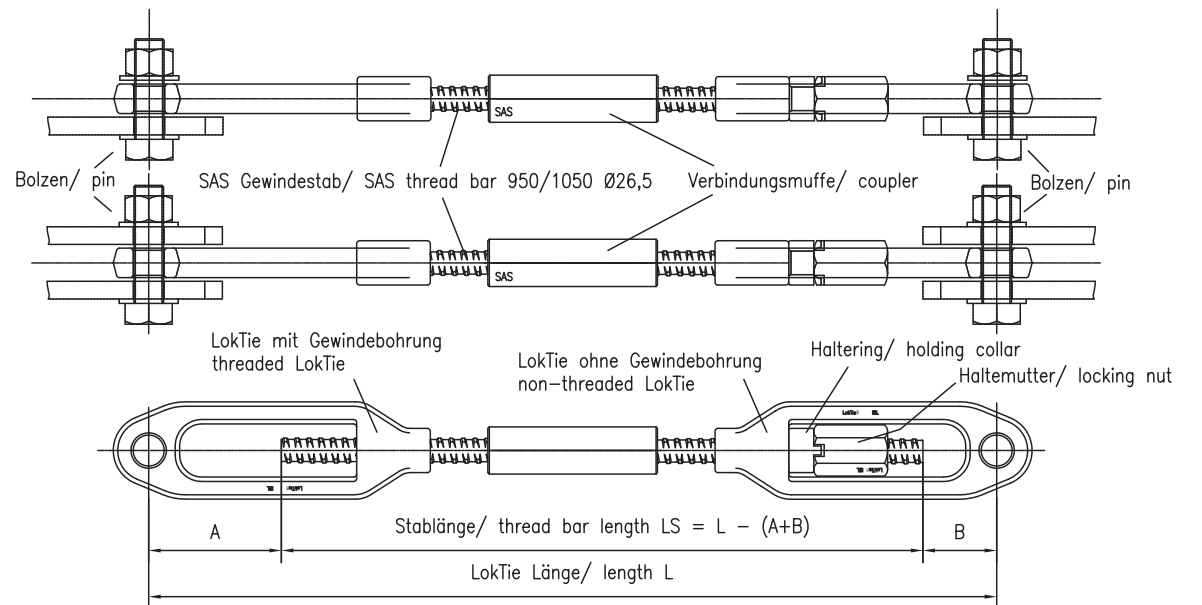 SAS
Bolzen/ pin
SAS Gewindestab/ SAS thread bar 950/1050 Ø26,5
Verbindungsmuffe/ coupler
Bolzen/ pin
SAS
LokTie mit Gewindebohrung
threaded LokTie
LokTie ohne Gewindebohrung
non-threaded LokTie
Haltering/ holding collar
Haltemutter/ locking nut
A
Stablänge/ thread bar length LS = L - (A+B)
B
LokTie Länge/ length L